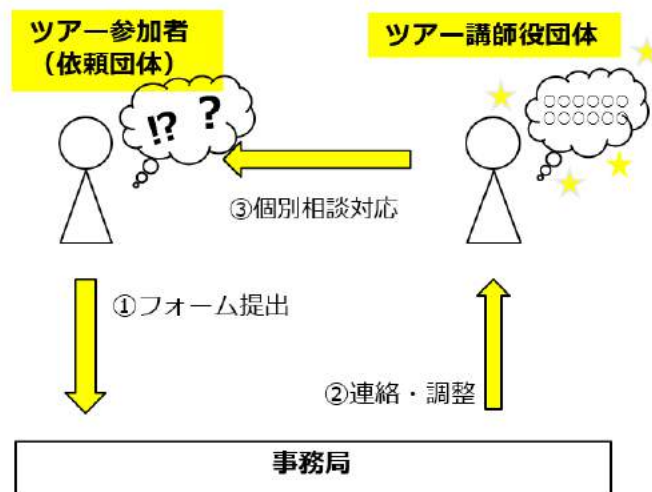 ツアー参加者
（依頼団体）
ツアー講師役団体
!? ?
○○○○○○
○○○○○○
③個別相談対応
①フォーム提出
②連絡・調整
事務局